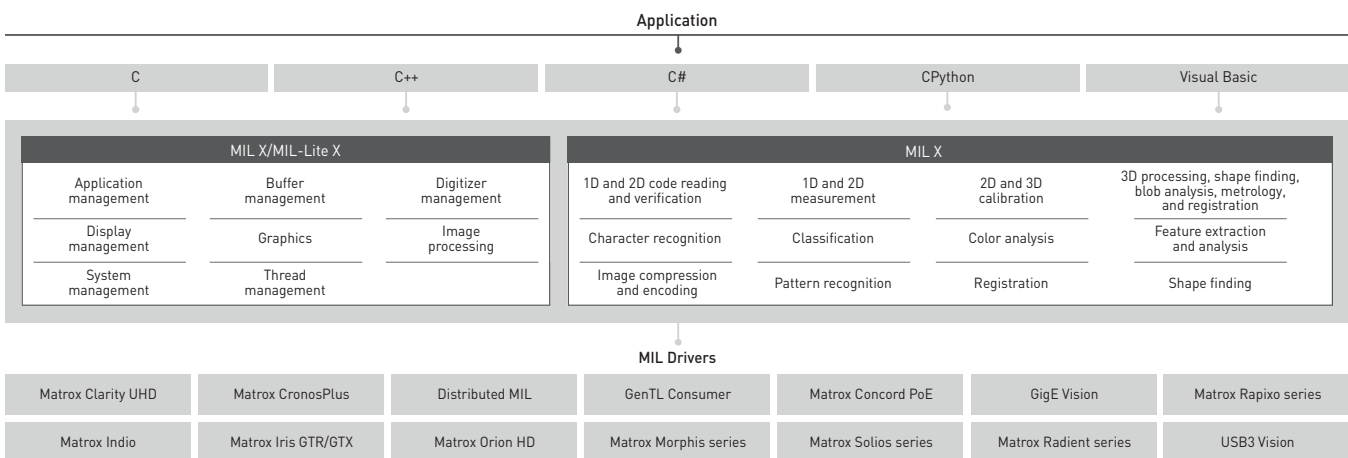 Application
C
C++
C#
CPython
Visual Basic
MIL X/MIL-Lite X
Application
management
Buffer
management
Digitizer
management
Display
management
Graphics
Image
processing
System
management
Thread
management
MIL X
1D and 2D code reading
and verification
1D and 2D
measurement
2D and 3D
calibration
3D processing, shape finding,
blob analysis, metrology,
and registration
Character recognition
Classification
Color analysis
Feature extraction
and analysis
Image compression
and encoding
Pattern recognition
Registration
Shape finding
MIL Drivers
Matrox Clarity UHD
Matrox CronosPlus
Distributed MIL
GenTL Consumer
Matrox Concord PoE
GigE Vision
Matrox Rapixo series
Matrox Indio
Matrox Iris GTR/GTX
Matrox Orion HD
Matrox Morphis series
Matrox Solios series
Matrox Radient series
USB3 Vision